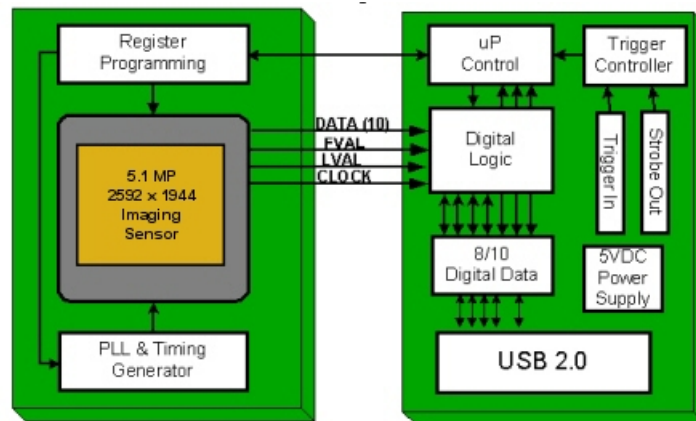 Register
Programming
5.1 MP
2592 x 1944
Imaging
Sensor
PLL & Timing
Generator
DATA (10)
FVAL
LVAL
CLOCK
uP
Control
Trigger
Controller
Digital
Logic
Trigger In
Strobe Out
8/10
Digital Data
5VDC
Power
Supply
USB 2.0